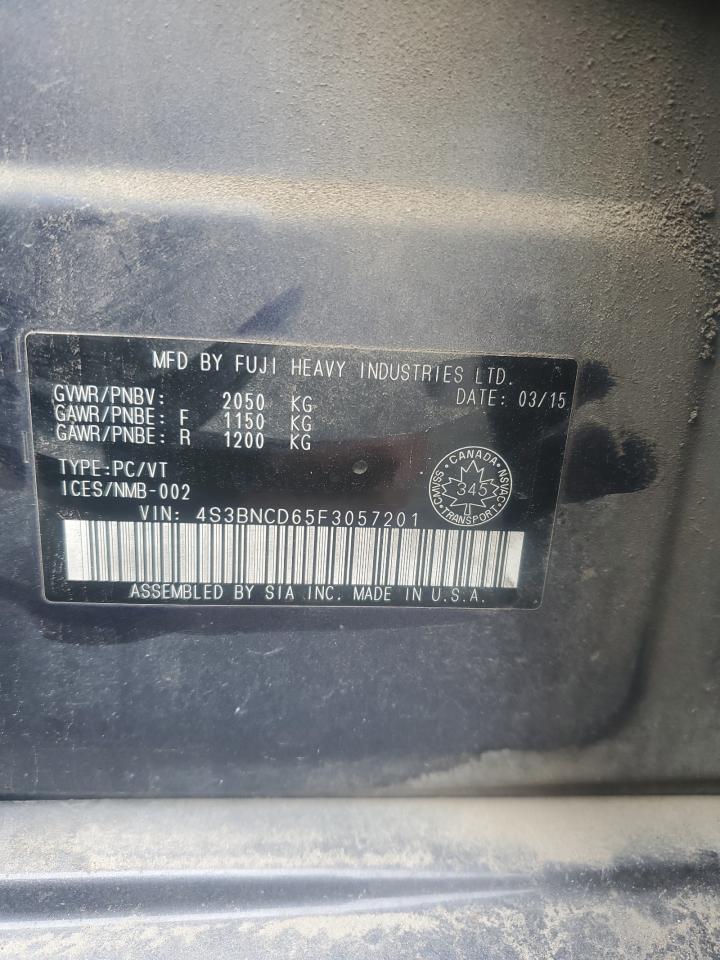 MFD BY FUJI HEAVY INDUSTRIES LTD.
GVWR/PNBV: 2050 KG DATE: 03/15
GAWR/PNBE: F 1150 KG
GAWR/PNBE: R 1200 KG
TYPE:PC/VT
ICES/NMB-002
CANADA
CMVSS 345 NSVAC
TRANSPORT
VIN: 4S3BNCD65F3057201
ASSEMBLED BY SIA INC. MADE IN U.S.A.